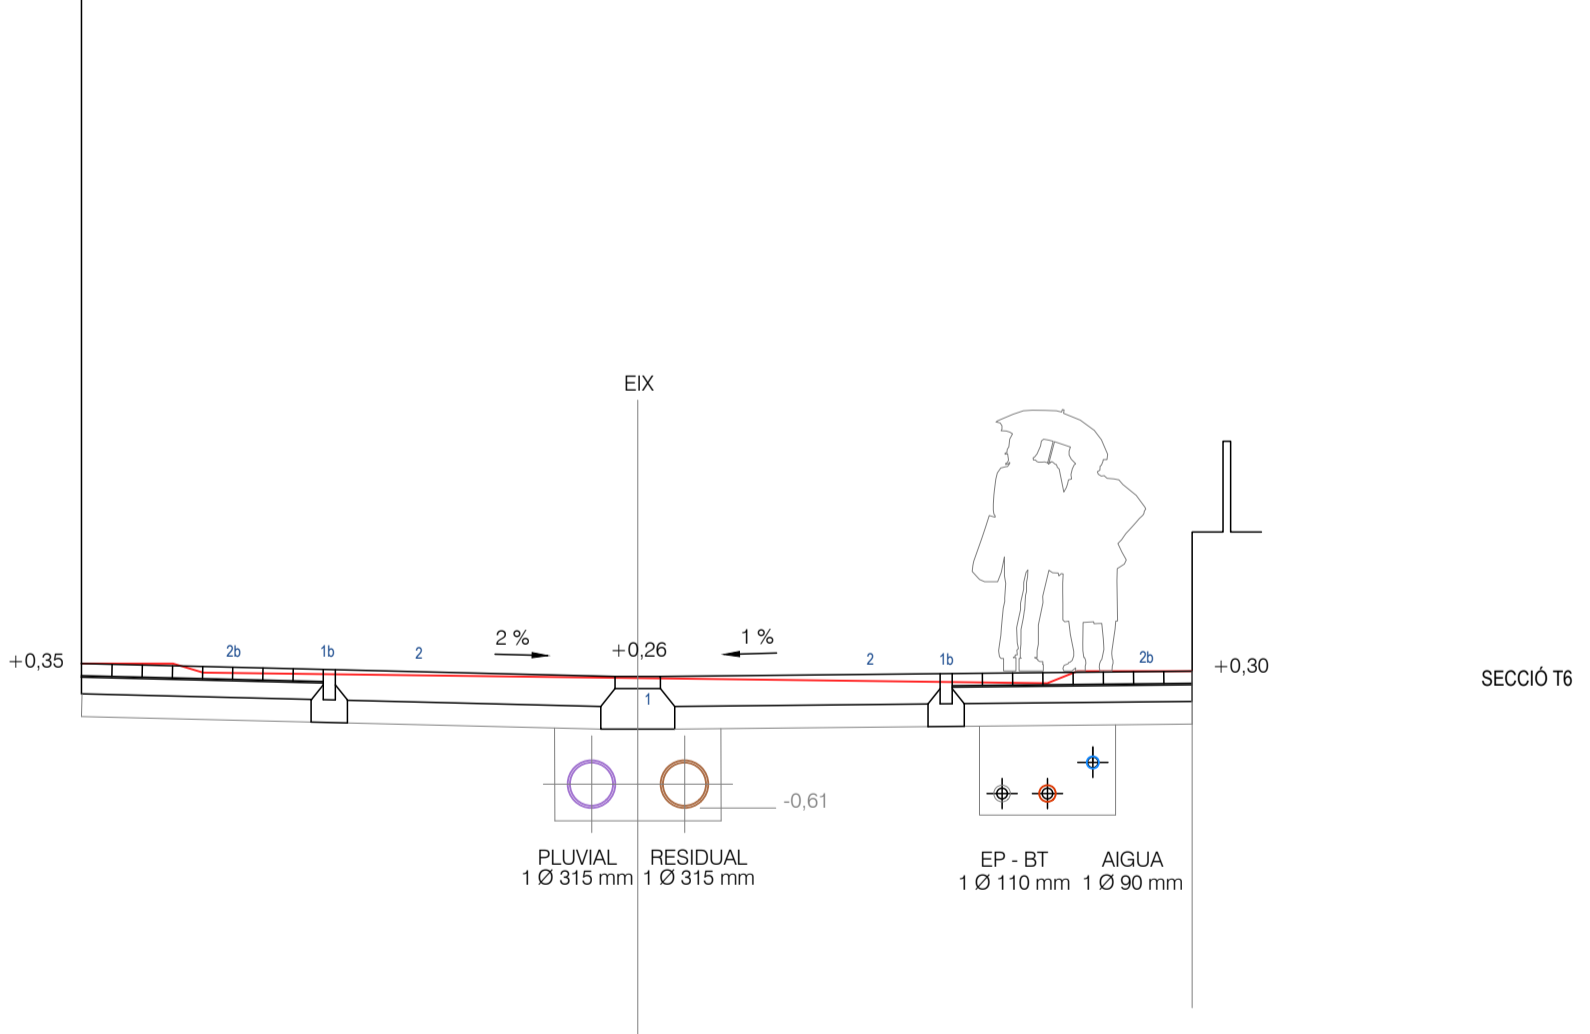 EIX
2 %
1 %
+0,26
+0,35
2b
1b
2
2
1b
2b
+0,30
SECCIÓ T6
1
-0,61
PLUVIAL
1 Ø 315 mm
RESIDUAL
1 Ø 315 mm
EP - BT
1 Ø 110 mm
AIGUA
1 Ø 90 mm